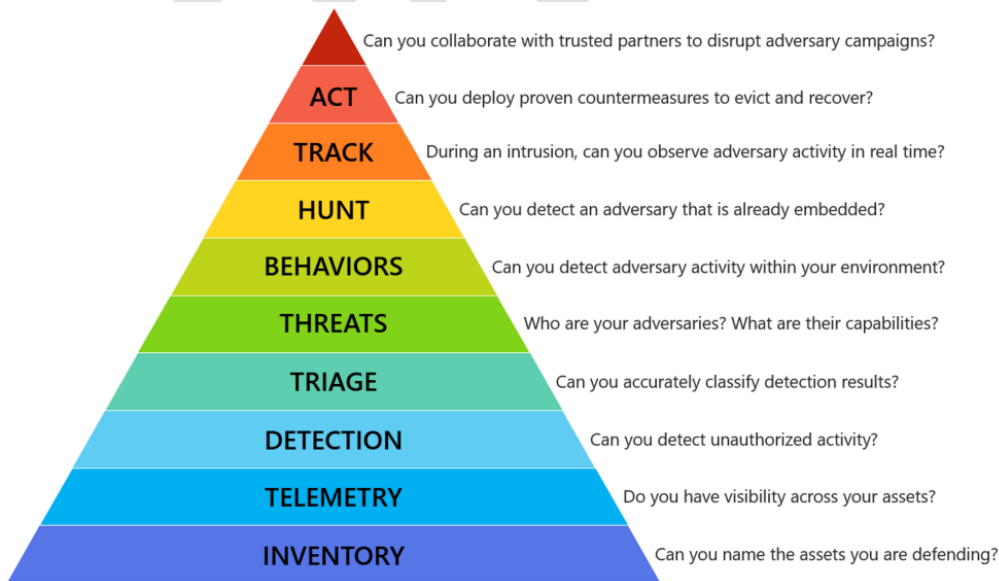 Can you collaborate with trusted partners to disrupt adversary campaigns?
ACT Can you deploy proven countermeasures to evict and recover?
TRACK During an intrusion, can you observe adversary activity in real time?
HUNT Can you detect an adversary that is already embedded?
BEHAVIORS Can you detect adversary activity within your environment?
THREATS Who are your adversaries? What are their capabilities?
TRIAGE Can you accurately classify detection results?
DETECTION Can you detect unauthorized activity?
TELEMETRY Do you have visibility across your assets?
INVENTORY Can you name the assets you are defending?